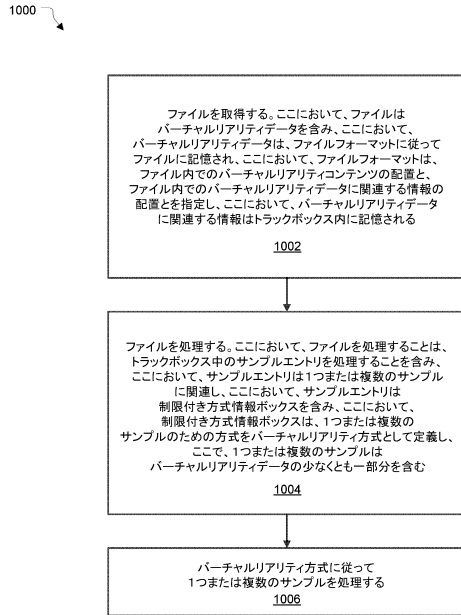 1000
ファイルを取得する。ここにおいて、ファイルは
バーチャルリアリティデータを含み、ここにおいて、
バーチャルリアリティデータは、ファイルフォーマットに従って
ファイルに記憶され、ここにおいて、ファイルフォーマットは、
ファイル内でのバーチャルリアリティコンテンツの配置と、
ファイル内でのバーチャルリアリティデータに関連する情報の
配置とを指定し、ここにおいて、バーチャルリアリティデータ
に関連する情報はトラックボックス内に記憶される
1002
ファイルを処理する。ここにおいて、ファイルを処理することは、
トラックボックス中のサンプルエントリを処理することを含み、
ここにおいて、サンプルエントリは1つまたは複数のサンプル
に関連し、ここにおいて、サンプルエントリは
制限付き方式情報ボックスを含み、ここにおいて、
制限付き方式情報ボックスは、1つまたは複数の
サンプルのための方式をバーチャルリアリティ方式として定義し、
ここで、1つまたは複数のサンプルは
バーチャルリアリティデータの少なくとも一部分を含む
1004
バーチャルリアリティ方式に従って
1つまたは複数のサンプルを処理する
1006